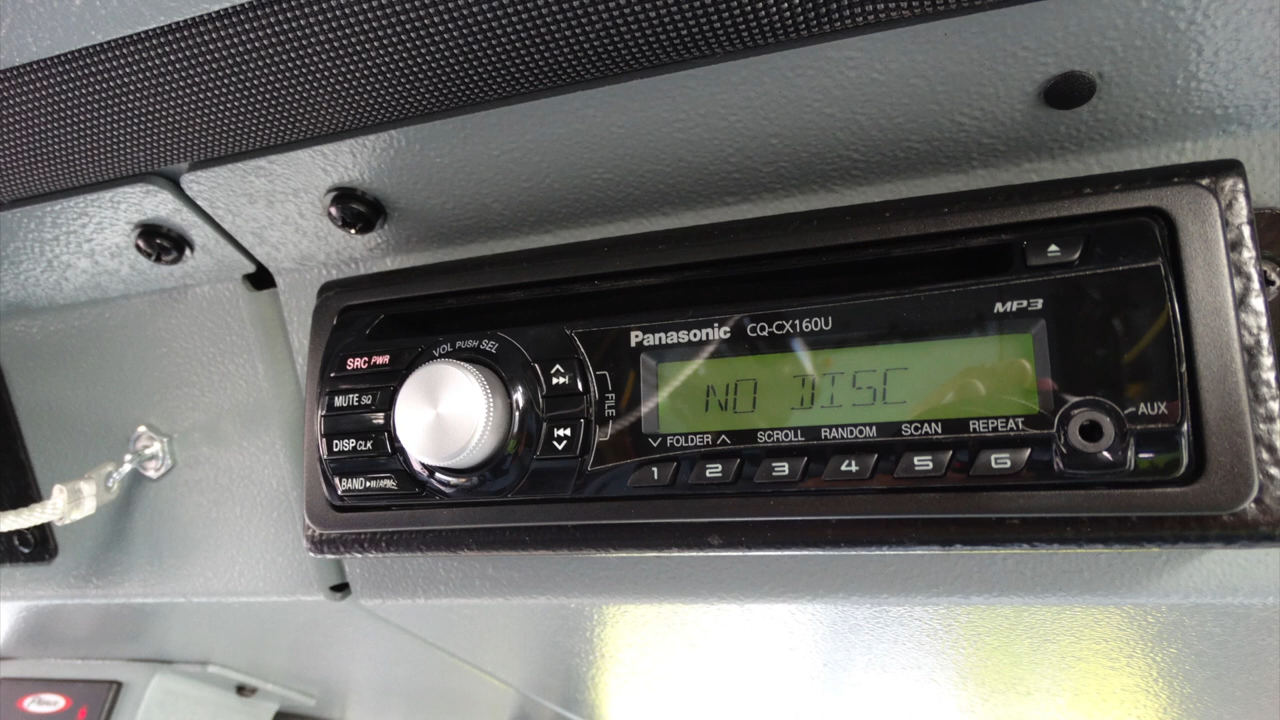 Panasonic CQ-CX160U
MP3
SRC PWR
VOL PUSH SEL
MUTE SQ
DISP CLK
BAND
FILE
NO DISC
FOLDER SCROLL RANDOM SCAN REPEAT
1 2 3 4 5 6
AUX